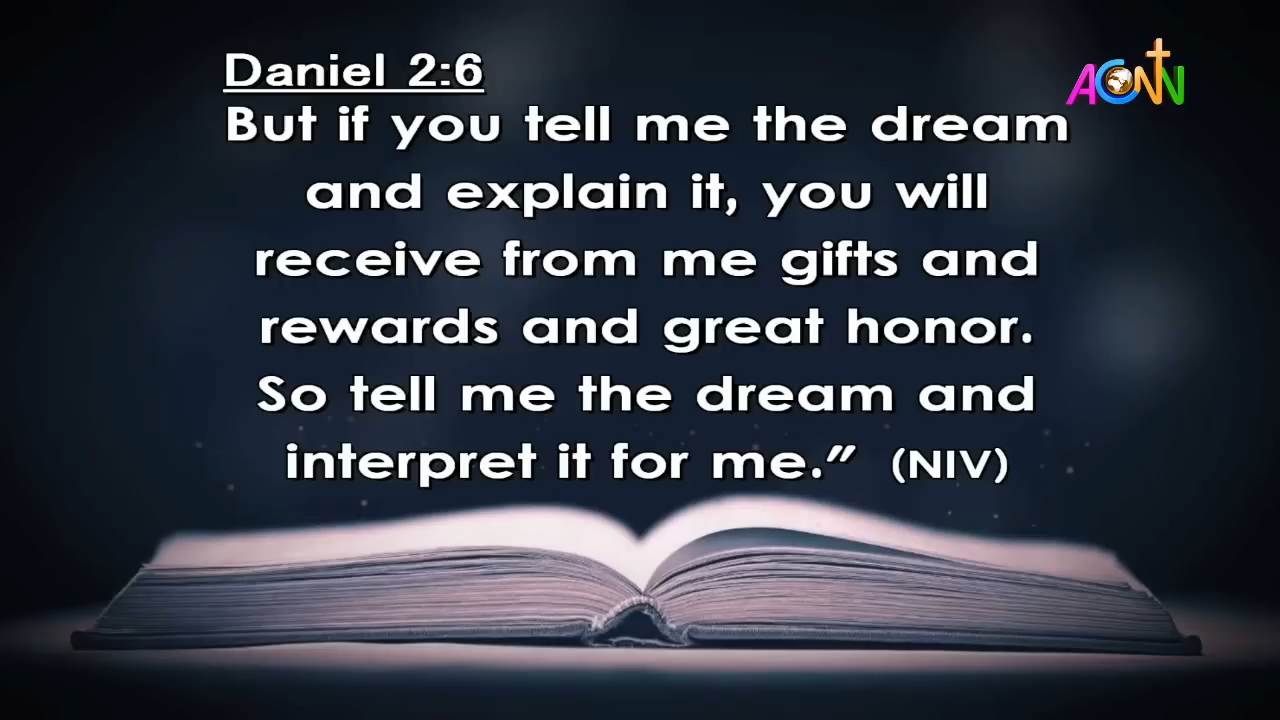 Daniel 2:6
ACNN
But if you tell me the dream
and explain it, you will
receive from me gifts and
rewards and great honor.
So tell me the dream and
interpret it for me.” (NIV)